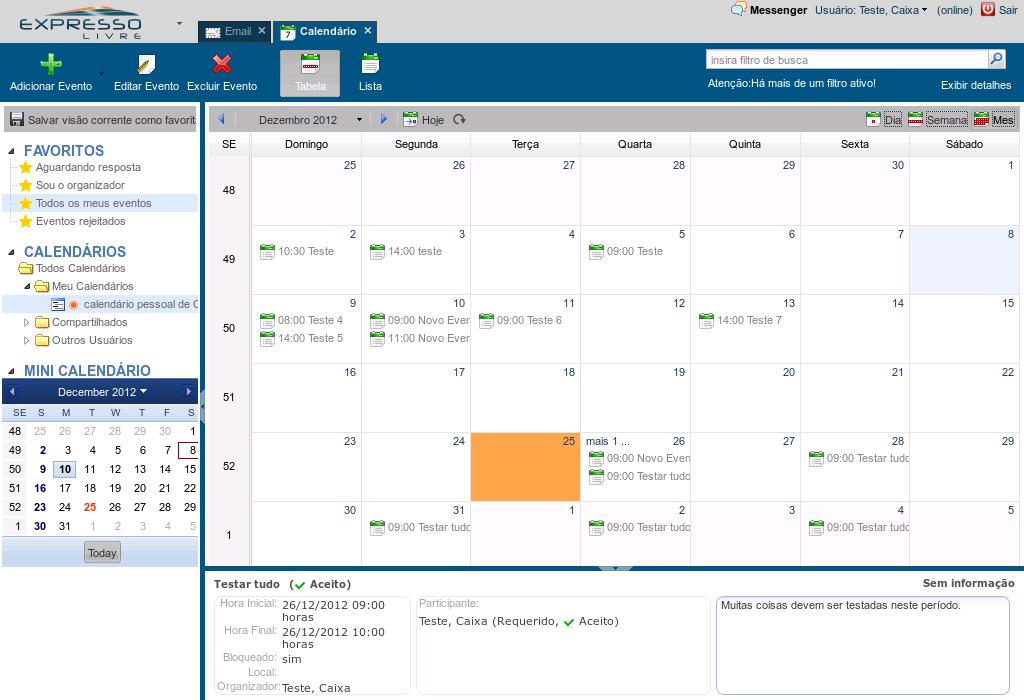 EXPRESSO
LIVRE
Email
Calendário
Messenger
Usuário: Teste, Caixa
(online)
Sair
Adicionar Evento
Editar Evento
Excluir Evento
Tabela
Lista
insira filtro de busca
Atenção:Há mais de um filtro ativo!
Exibir detalhes
Salvar visão corrente como favorit
FAVORITOS
Aguardando resposta
Sou o organizador
Todos os meus eventos
Eventos rejeitados
CALENDÁRIOS
Todos Calendários
Meu Calendários
calendário pessoal de C
Compartilhados
Outros Usuários
MINI CALENDÁRIO
December 2012
SE S M T W T F S
48 25 26 27 28 29 30 1
49 2 3 4 5 6 7 8
50 9 10 11 12 13 14 15
51 16 17 18 19 20 21 22
52 23 24 25 26 27 28 29
1 30 31 1 2 3 4 5
Today
Dezembro 2012
Hoje
Dia
Semana
Mes
SE Domingo Segunda Terça Quarta Quinta Sexta Sábado
48 25 26 27 28 29 30 1
49 2 3 4 5 6 7 8
10:30 Teste 14:00 teste 09:00 Teste
50 9 10 11 12 13 14 15
08:00 Teste 4 09:00 Novo Ever 09:00 Teste 6 14:00 Teste 7
14:00 Teste 5 11:00 Novo Ever
51 16 17 18 19 20 21 22
52 23 24 25 mais 1 ... 26 27 28 29
09:00 Novo Even 09:00 Testar tudo
09:00 Testar tudo
1 30 31 1 2 3 4 5
09:00 Testar tudo 09:00 Testar tudo 09:00 Testar tudo
Testar tudo ( Aceito)
Sem informação
Hora Inicial: 26/12/2012 09:00
horas
Hora Final: 26/12/2012 10:00
horas
Bloqueado: sim
Local:
Organizador: Teste, Caixa
Participante:
Teste, Caixa (Requerido, Aceito)
Muitas coisas devem ser testadas neste período.